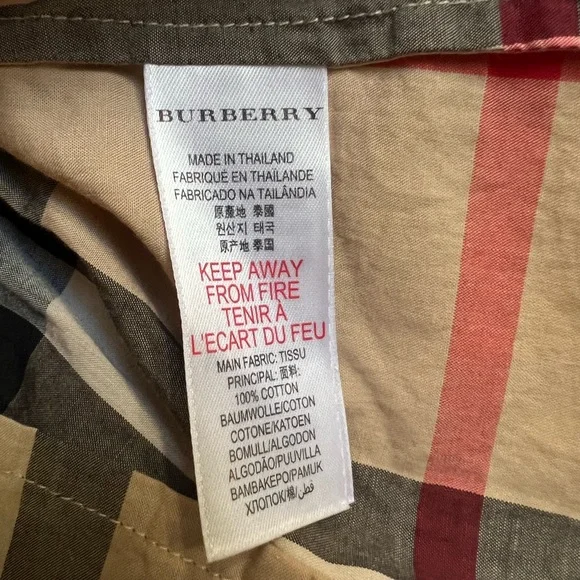 BURBERRY
MADE IN THAILAND
FABRIQUÉ EN THAÏLANDE
FABRICADO NA TAILÂNDIA
原產地 泰國
원산지 태국
原产地 泰国
KEEP AWAY
FROM FIRE
TENIR À
L'ECART DU FEU
MAIN FABRIC: TISSU
PRINCIPAL: 面料:
100% COTTON
BAUMWOLLE/COTON
COTONE/KATOEN
BOMULL/ALGODON
ALGODÃO/PUUVILLA
BAMBAKEPO/PAMUK
ХЛОПОК/棉/قطن